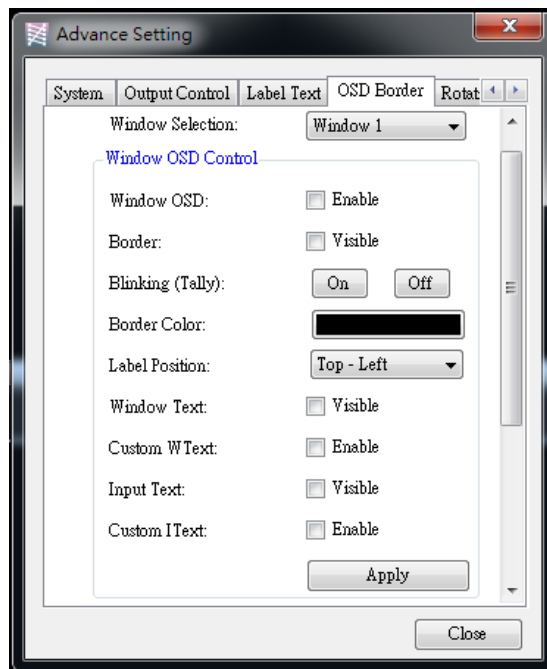 Advance Setting
System Output Control Label Text OSD Border Rotat
Window Selection: Window 1
Window OSD Control
Window OSD: Enable
Border: Visible
Blinking (Tally): On Off
Border Color:
Label Position: Top - Left
Window Text: Visible
Custom WText: Enable
Input Text: Visible
Custom IText: Enable
Apply
Close